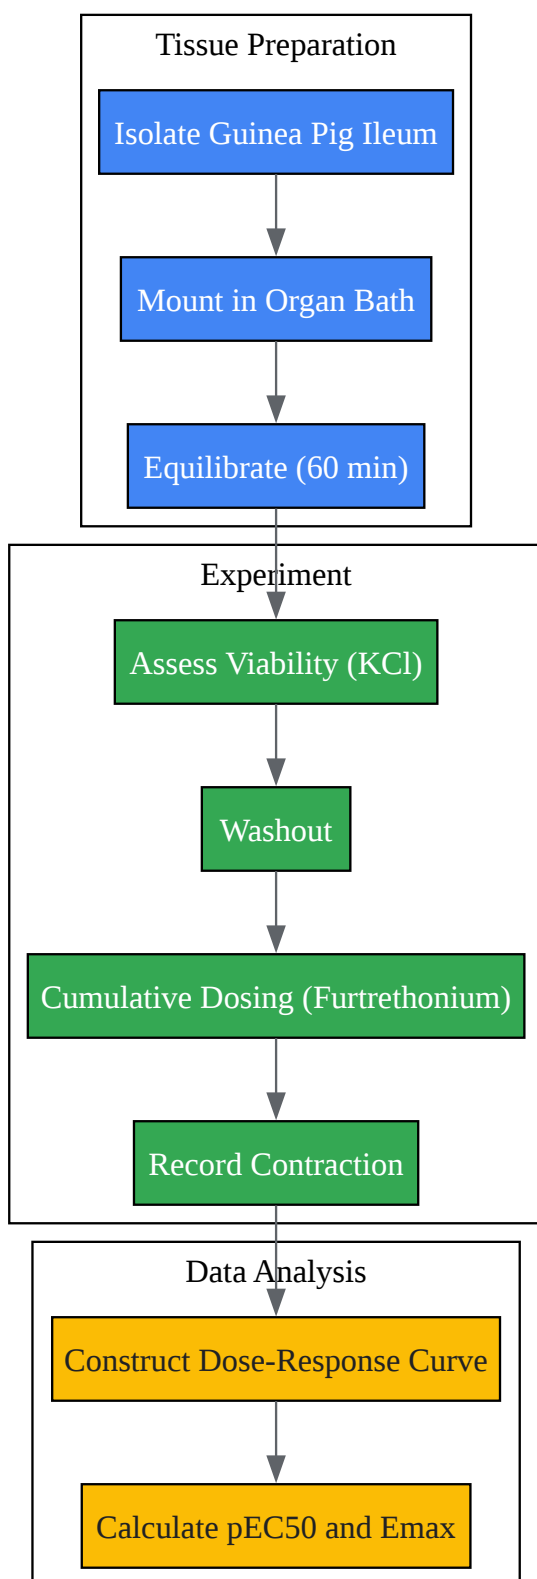 Tissue Preparation
Isolate Guinea Pig Ileum
Mount in Organ Bath
Equilibrate (60 min)
Experiment
Assess Viability (KCl)
Washout
Cumulative Dosing (Furtrethonium)
Record Contraction
Data Analysis
Construct Dose-Response Curve
Calculate pEC50 and Emax